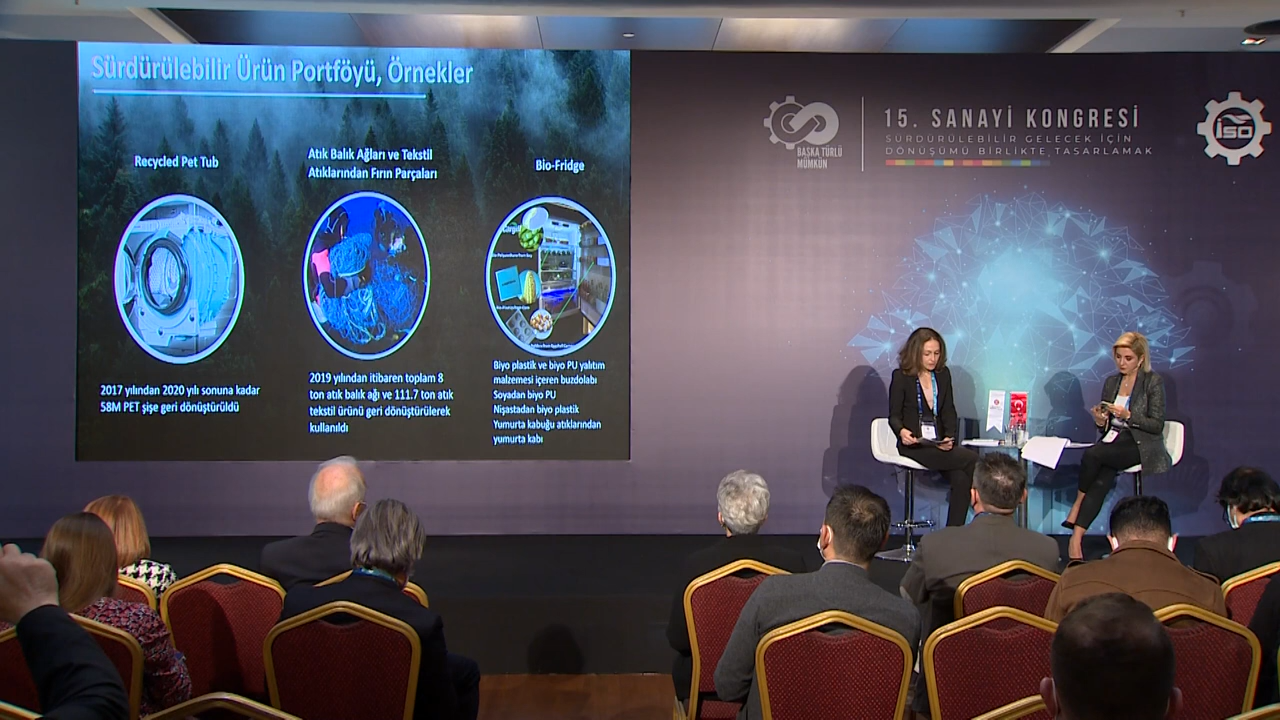 Sürdürülebilir Ürün Portföyü, Örnekler
Recycled Pet Tub
2017 yılından 2020 yılı sonuna kadar
58M PET şişe geri dönüştürüldü
Atık Balık Ağları ve Tekstil
Atıklarından Fırın Parçaları
2019 yılından itibaren toplam 8
ton atık balık ağı ve 111.7 ton atık
tekstil ürünü geri dönüştürülerek
kullanıldı
Bio-Fridge
Biyo plastik ve biyo PU yalıtım
malzemesi içeren buzdolabı
Soyadan biyo PU
Nişastadan biyo plastik
Yumurta kabuğu atıklarından
yumurta kabı
BAŞKA TÜRLÜ
MÜMKÜN
15. SANAYİ KONGRESİ
SÜRDÜRÜLEBİLİR GELECEK İÇİN
DÖNÜŞÜMÜ BİRLİKTE TASARLAMAK
İSO